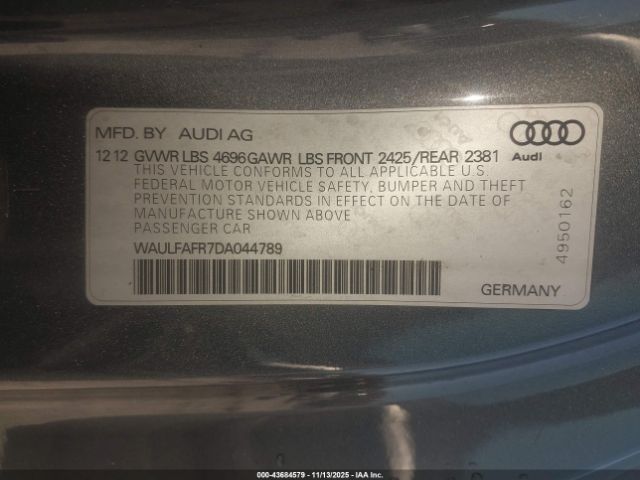 MFD. BY AUDI AG
12 12 GVWR LBS 4696 GAWR LBS FRONT 2425/REAR 2381
Audi
THIS VEHICLE CONFORMS TO ALL APPLICABLE U.S.
FEDERAL MOTOR VEHICLE SAFETY, BUMPER AND THEFT
PREVENTION STANDARDS IN EFFECT ON THE DATE OF
MANUFACTURE SHOWN ABOVE
PASSENGER CAR
WAULFAFR7DA044789
4950162
GERMANY
000-43684579 - 11/13/2025 - IAA Inc.